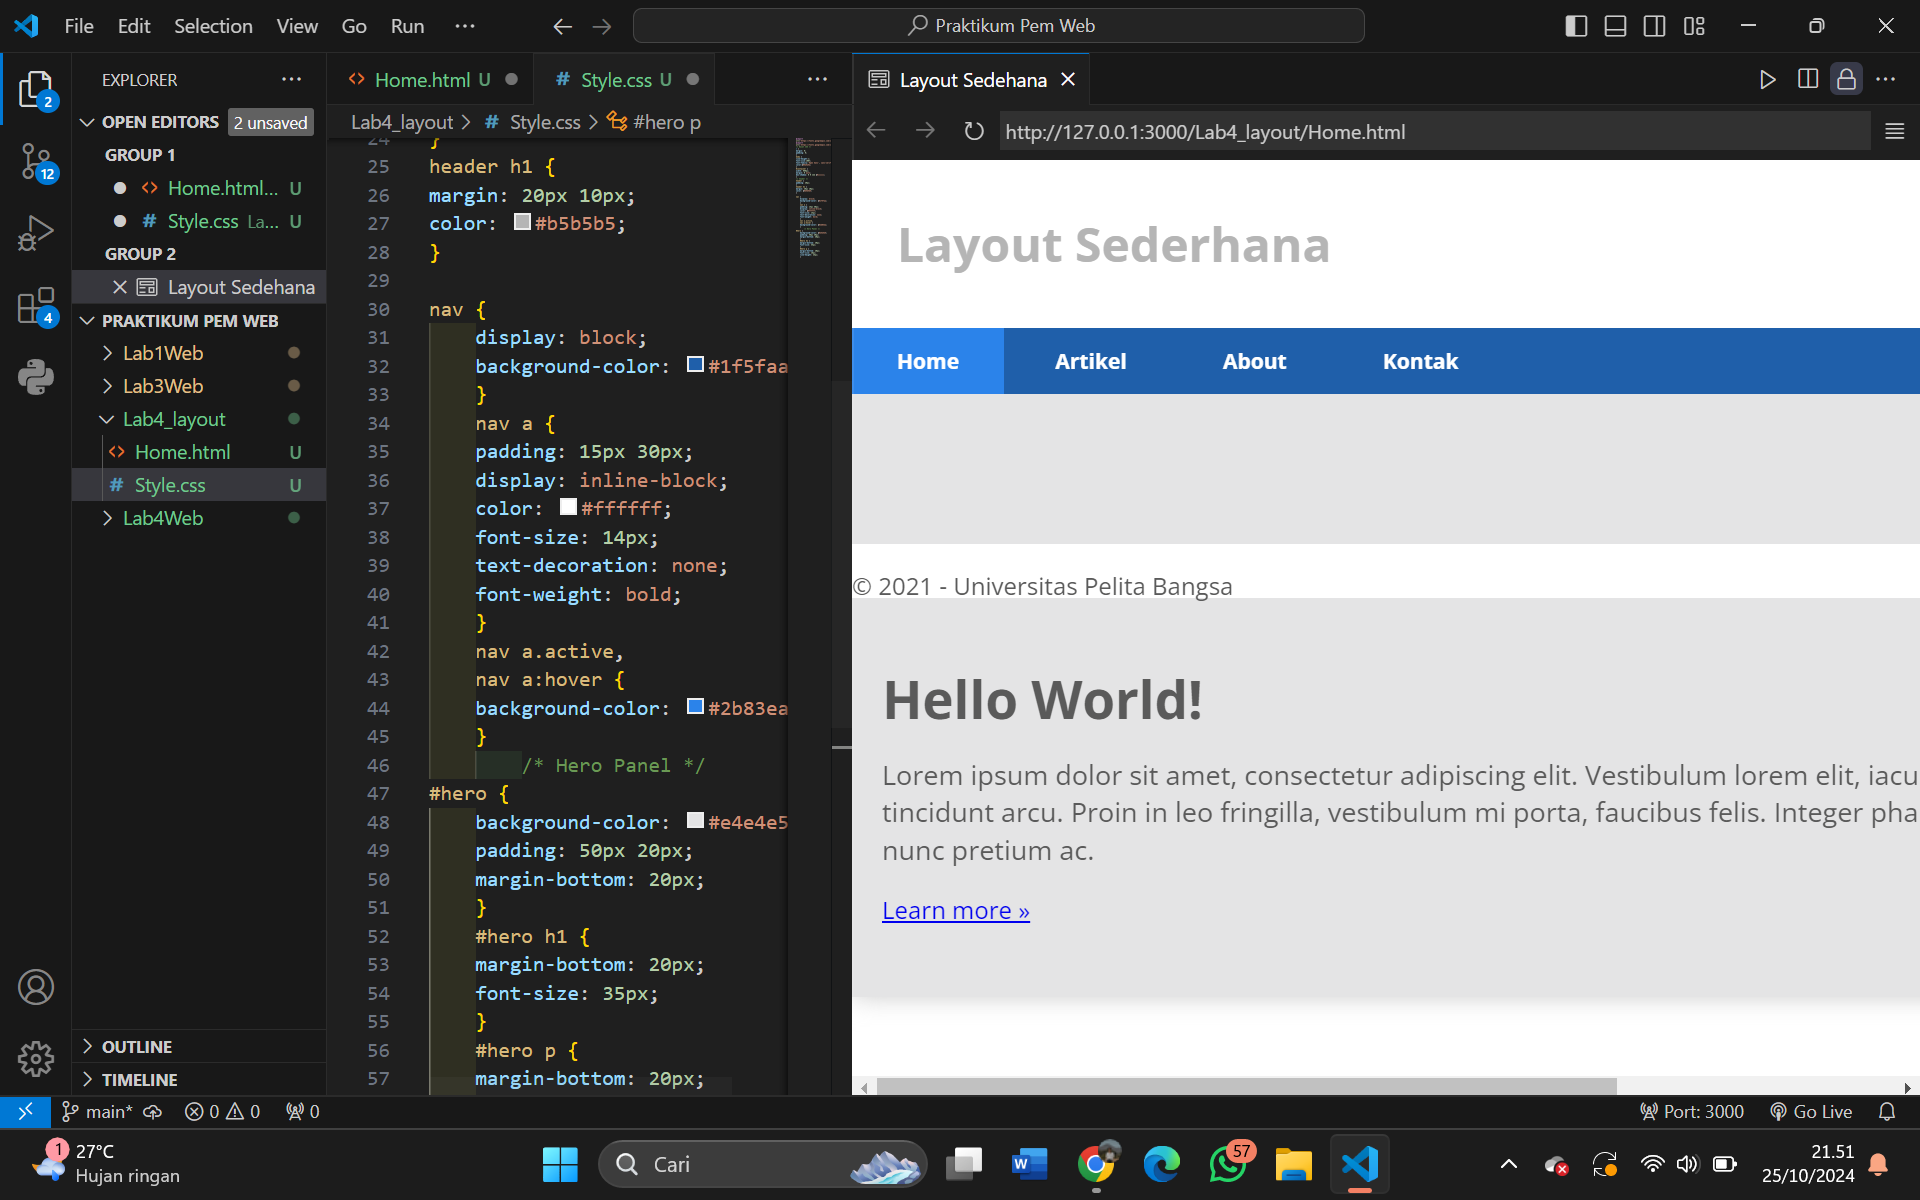 File Edit Selection View Go Run ···
Praktikum Pem Web
EXPLORER
OPEN EDITORS 2 unsaved
GROUP 1
Home.html... U
Style.css La... U
GROUP 2
Layout Sedehana
PRAKTIKUM PEM WEB
Lab1Web
Lab3Web
Lab4_layout
Home.html U
Style.css U
Lab4Web
OUTLINE
TIMELINE
2
12
4
Home.html U
Style.css U
Lab4_layout > # Style.css > #hero p
24 }
25 header h1 {
26 margin: 20px 10px;
27 color: #b5b5b5;
28 }
29
30 nav {
31 display: block;
32 background-color: #1f5faa
33 }
34 nav a {
35 padding: 15px 30px;
36 display: inline-block;
37 color: #ffffff;
38 font-size: 14px;
39 text-decoration: none;
40 font-weight: bold;
41 }
42 nav a.active,
43 nav a:hover {
44 background-color: #2b83ea
45 }
46 /* Hero Panel */
47 #hero {
48 background-color: #e4e4e5
49 padding: 50px 20px;
50 margin-bottom: 20px;
51 }
52 #hero h1 {
53 margin-bottom: 20px;
54 font-size: 35px;
55 }
56 #hero p {
57 margin-bottom: 20px;
Layout Sedehana
http://127.0.0.1:3000/Lab4_layout/Home.html
Layout Sederhana
Home Artikel About Kontak
© 2021 - Universitas Pelita Bangsa
Hello World!
Lorem ipsum dolor sit amet, consectetur adipiscing elit. Vestibulum lorem elit, iacu
tincidunt arcu. Proin in leo fringilla, vestibulum mi porta, faucibus felis. Integer pha
nunc pretium ac.
Learn more »
main* 0 0 0
Port: 3000 Go Live
1
27°C
Hujan ringan
Cari
57
21.51
25/10/2024